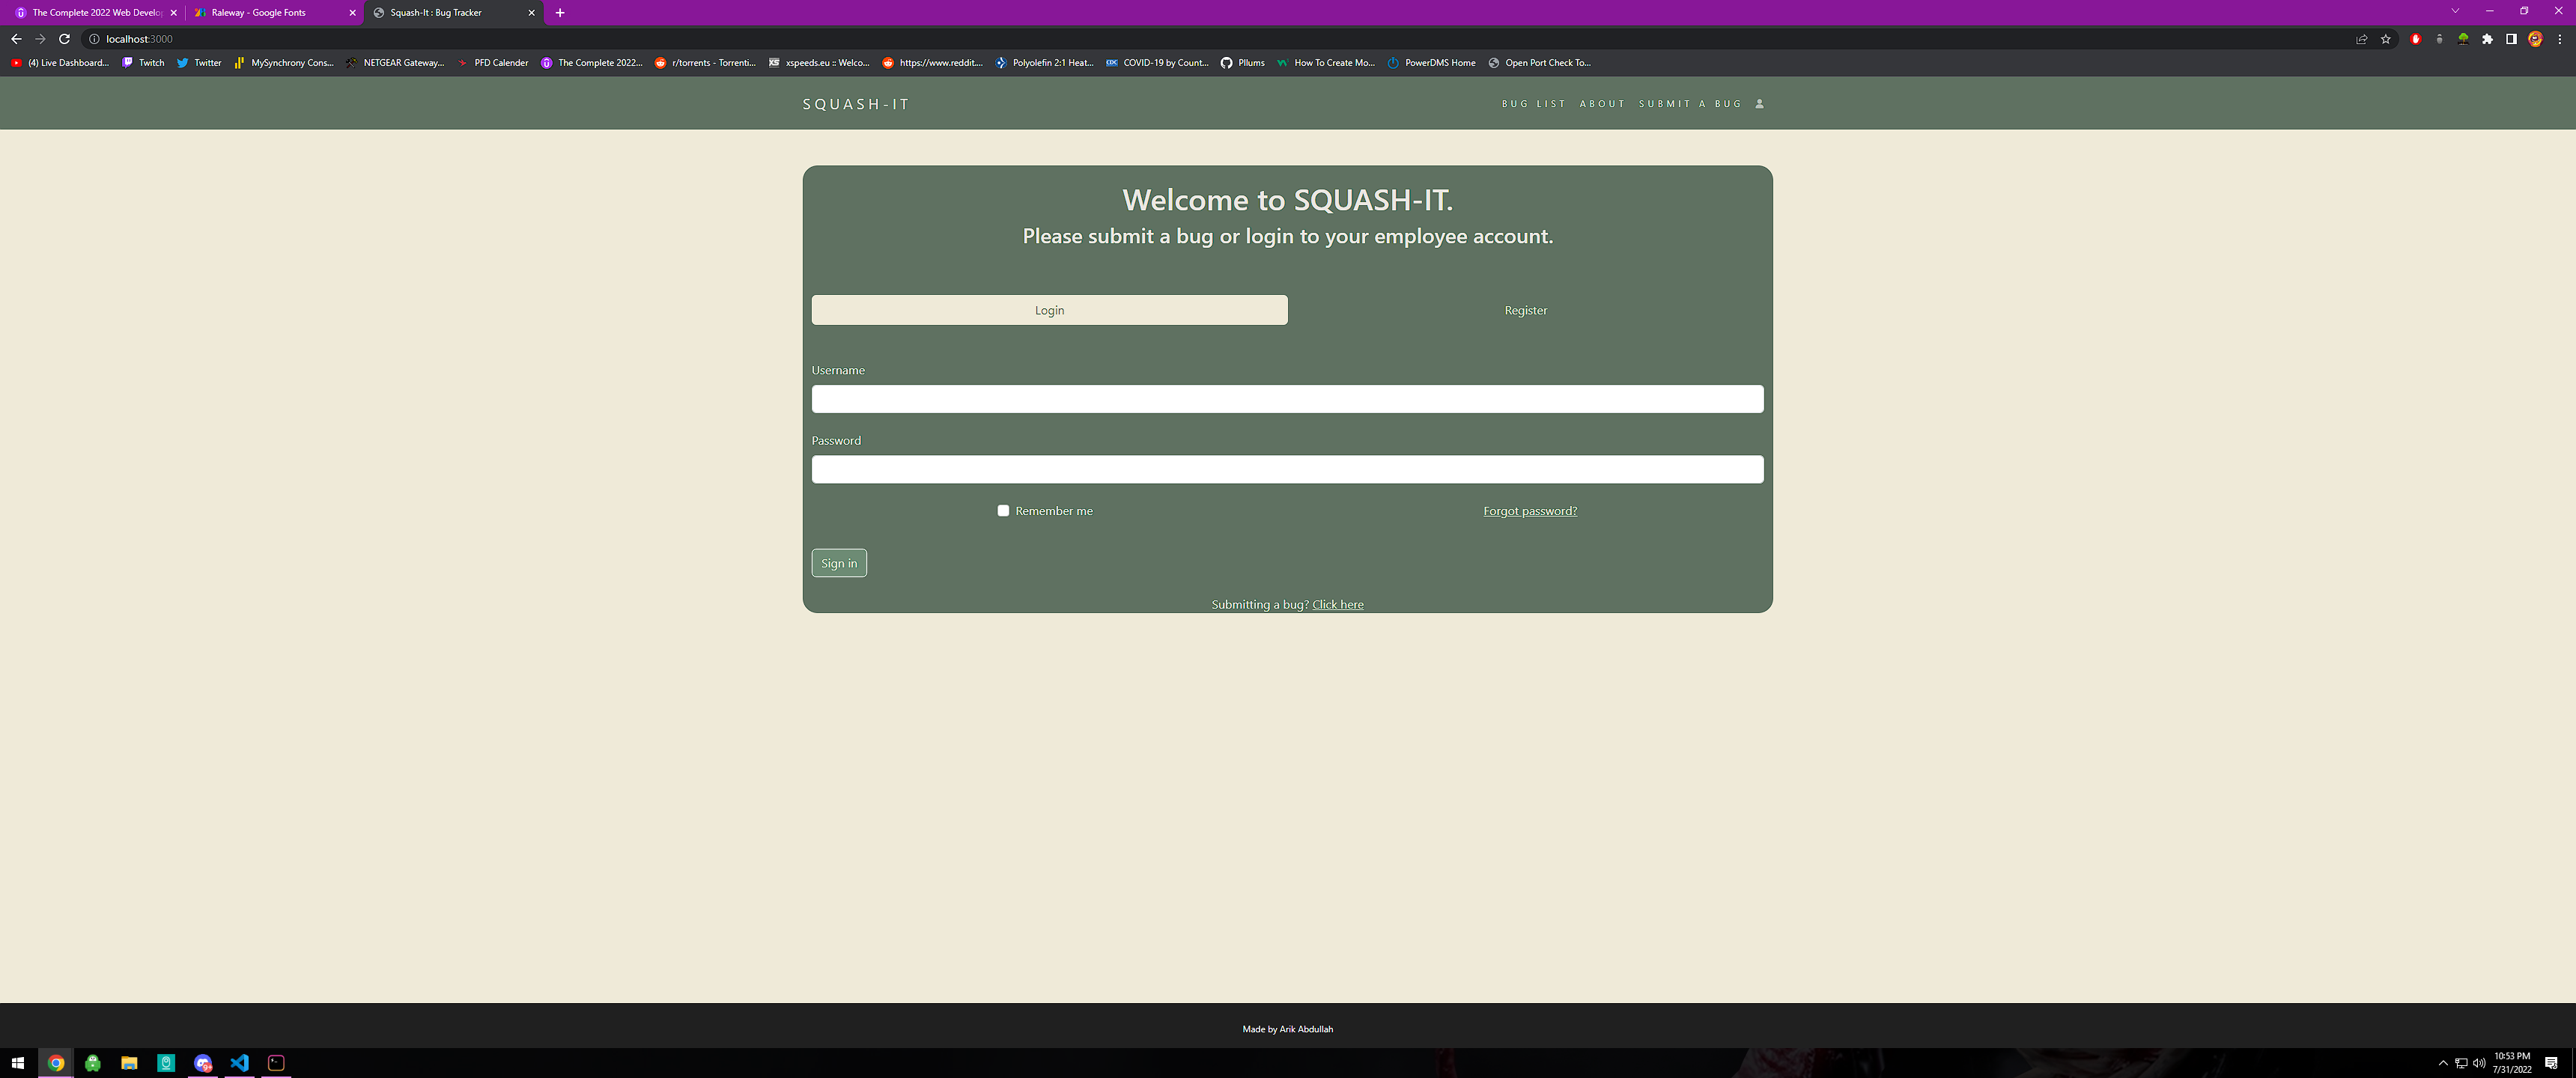 The Complete 2022 Web Develop
Raleway - Google Fonts
Squash-It : Bug Tracker
localhost:3000
(4) Live Dashboard...
Twitch
Twitter
MySynchrony Cons...
NETGEAR Gateway...
PFD Calender
The Complete 2022...
r/torrents - Torrenti...
xspeeds.eu :: Welco...
https://www.reddit....
Polyolefin 2:1 Heat...
COVID-19 by Count...
Pllums
How To Create Mo...
PowerDMS Home
Open Port Check To...
SQUASH-IT
BUG LIST
ABOUT
SUBMIT A BUG
Welcome to SQUASH-IT.
Please submit a bug or login to your employee account.
Login
Register
Username
Password
Remember me
Forgot password?
Sign in
Submitting a bug? Click here
Made by Arik Abdullah
10:53 PM
7/31/2022